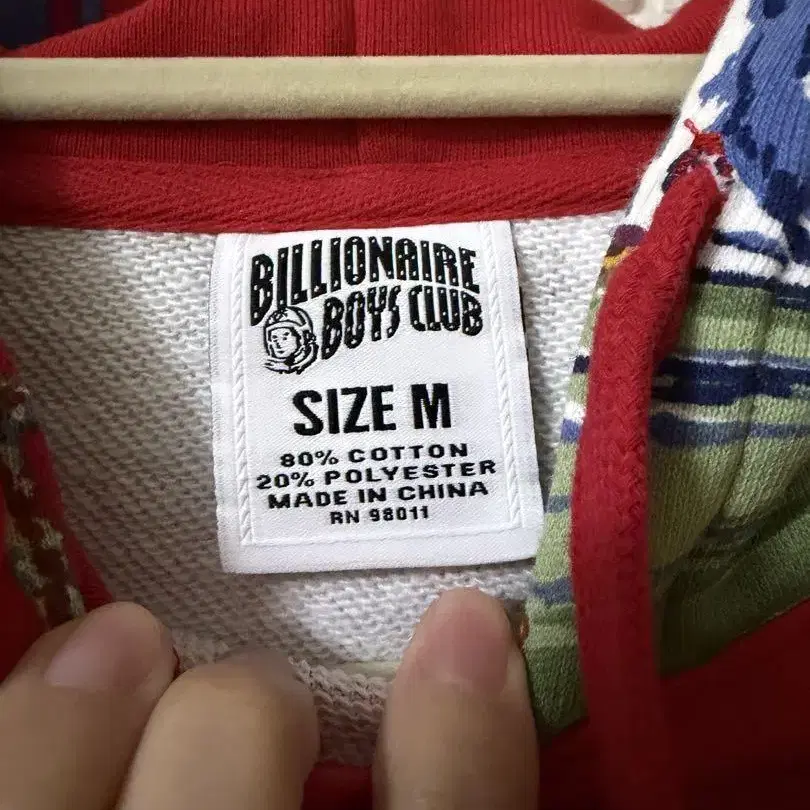 BILLIONAIRE
BOYS CLUB
SIZE M
80% COTTON
20% POLYESTER
MADE IN CHINA
RN 98011